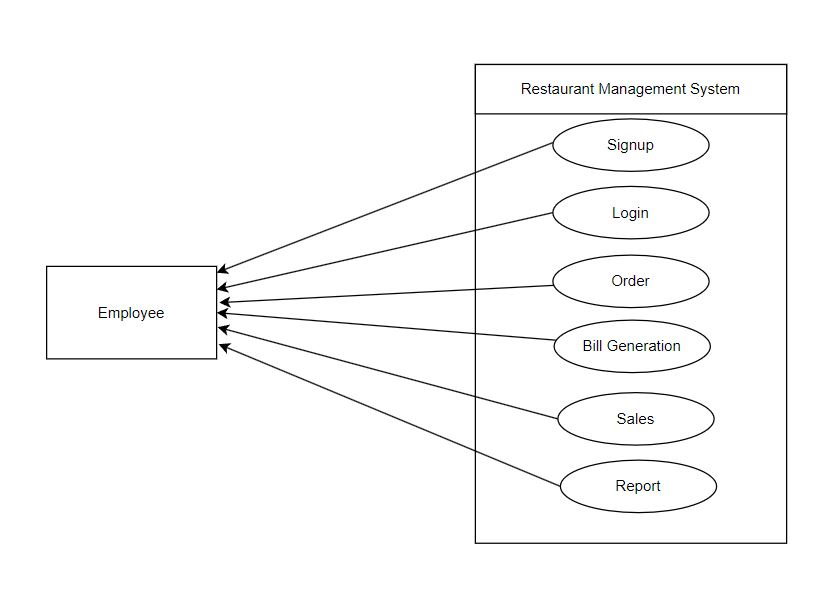 Restaurant Management System
Signup
Login
Order
Employee
Bill Generation
Sales
Report